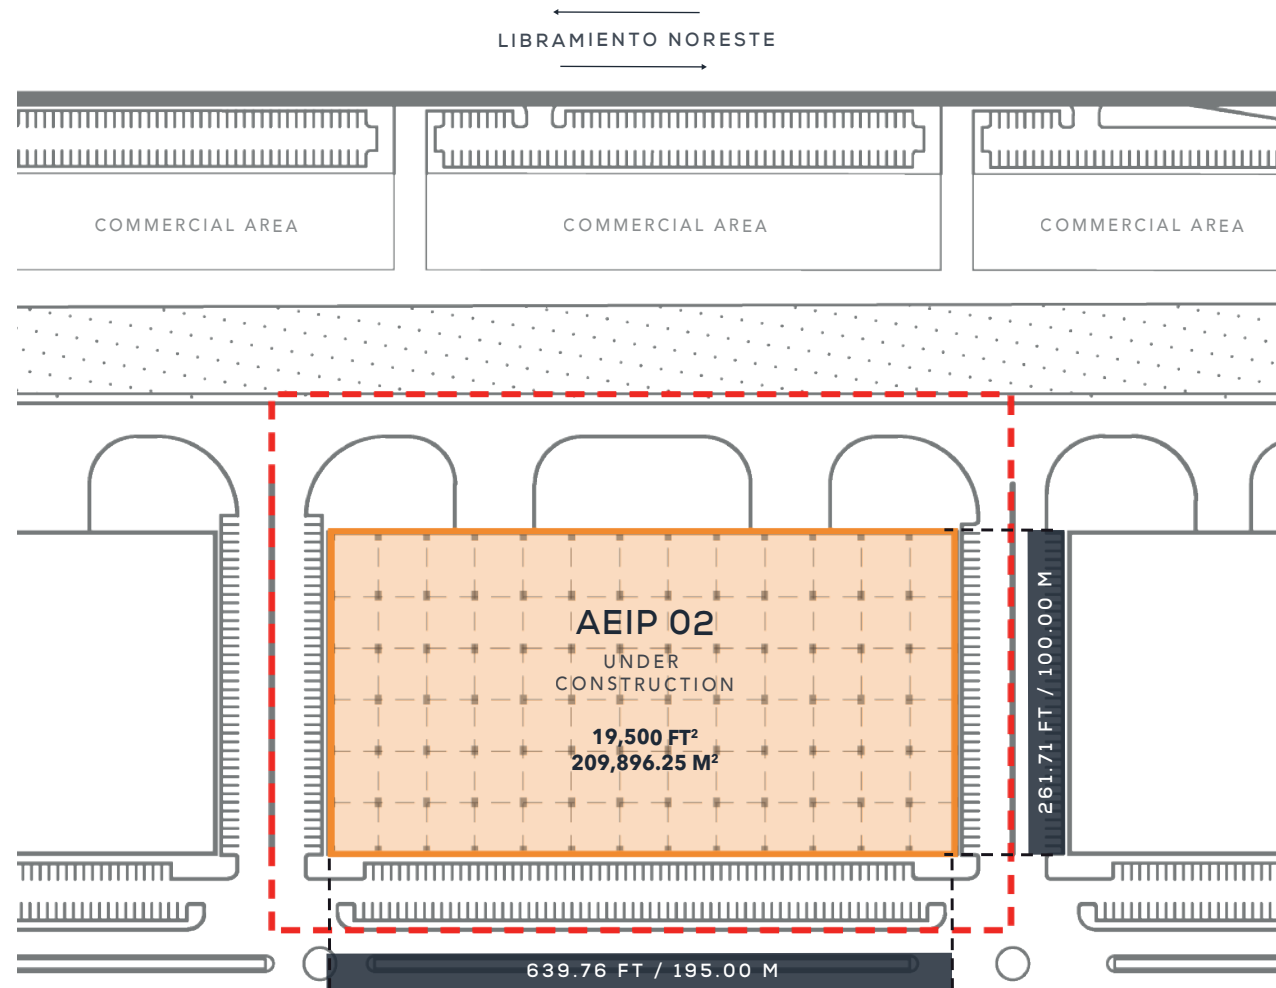 LIBRAMIENTO NORESTE
COMMERCIAL AREA
COMMERCIAL AREA
COMMERCIAL AREA
AEIP 02
UNDER
CONSTRUCTION
19,500 FT²
209,896.25 M²
261.71 FT / 100.00 M
639.76 FT / 195.00 M